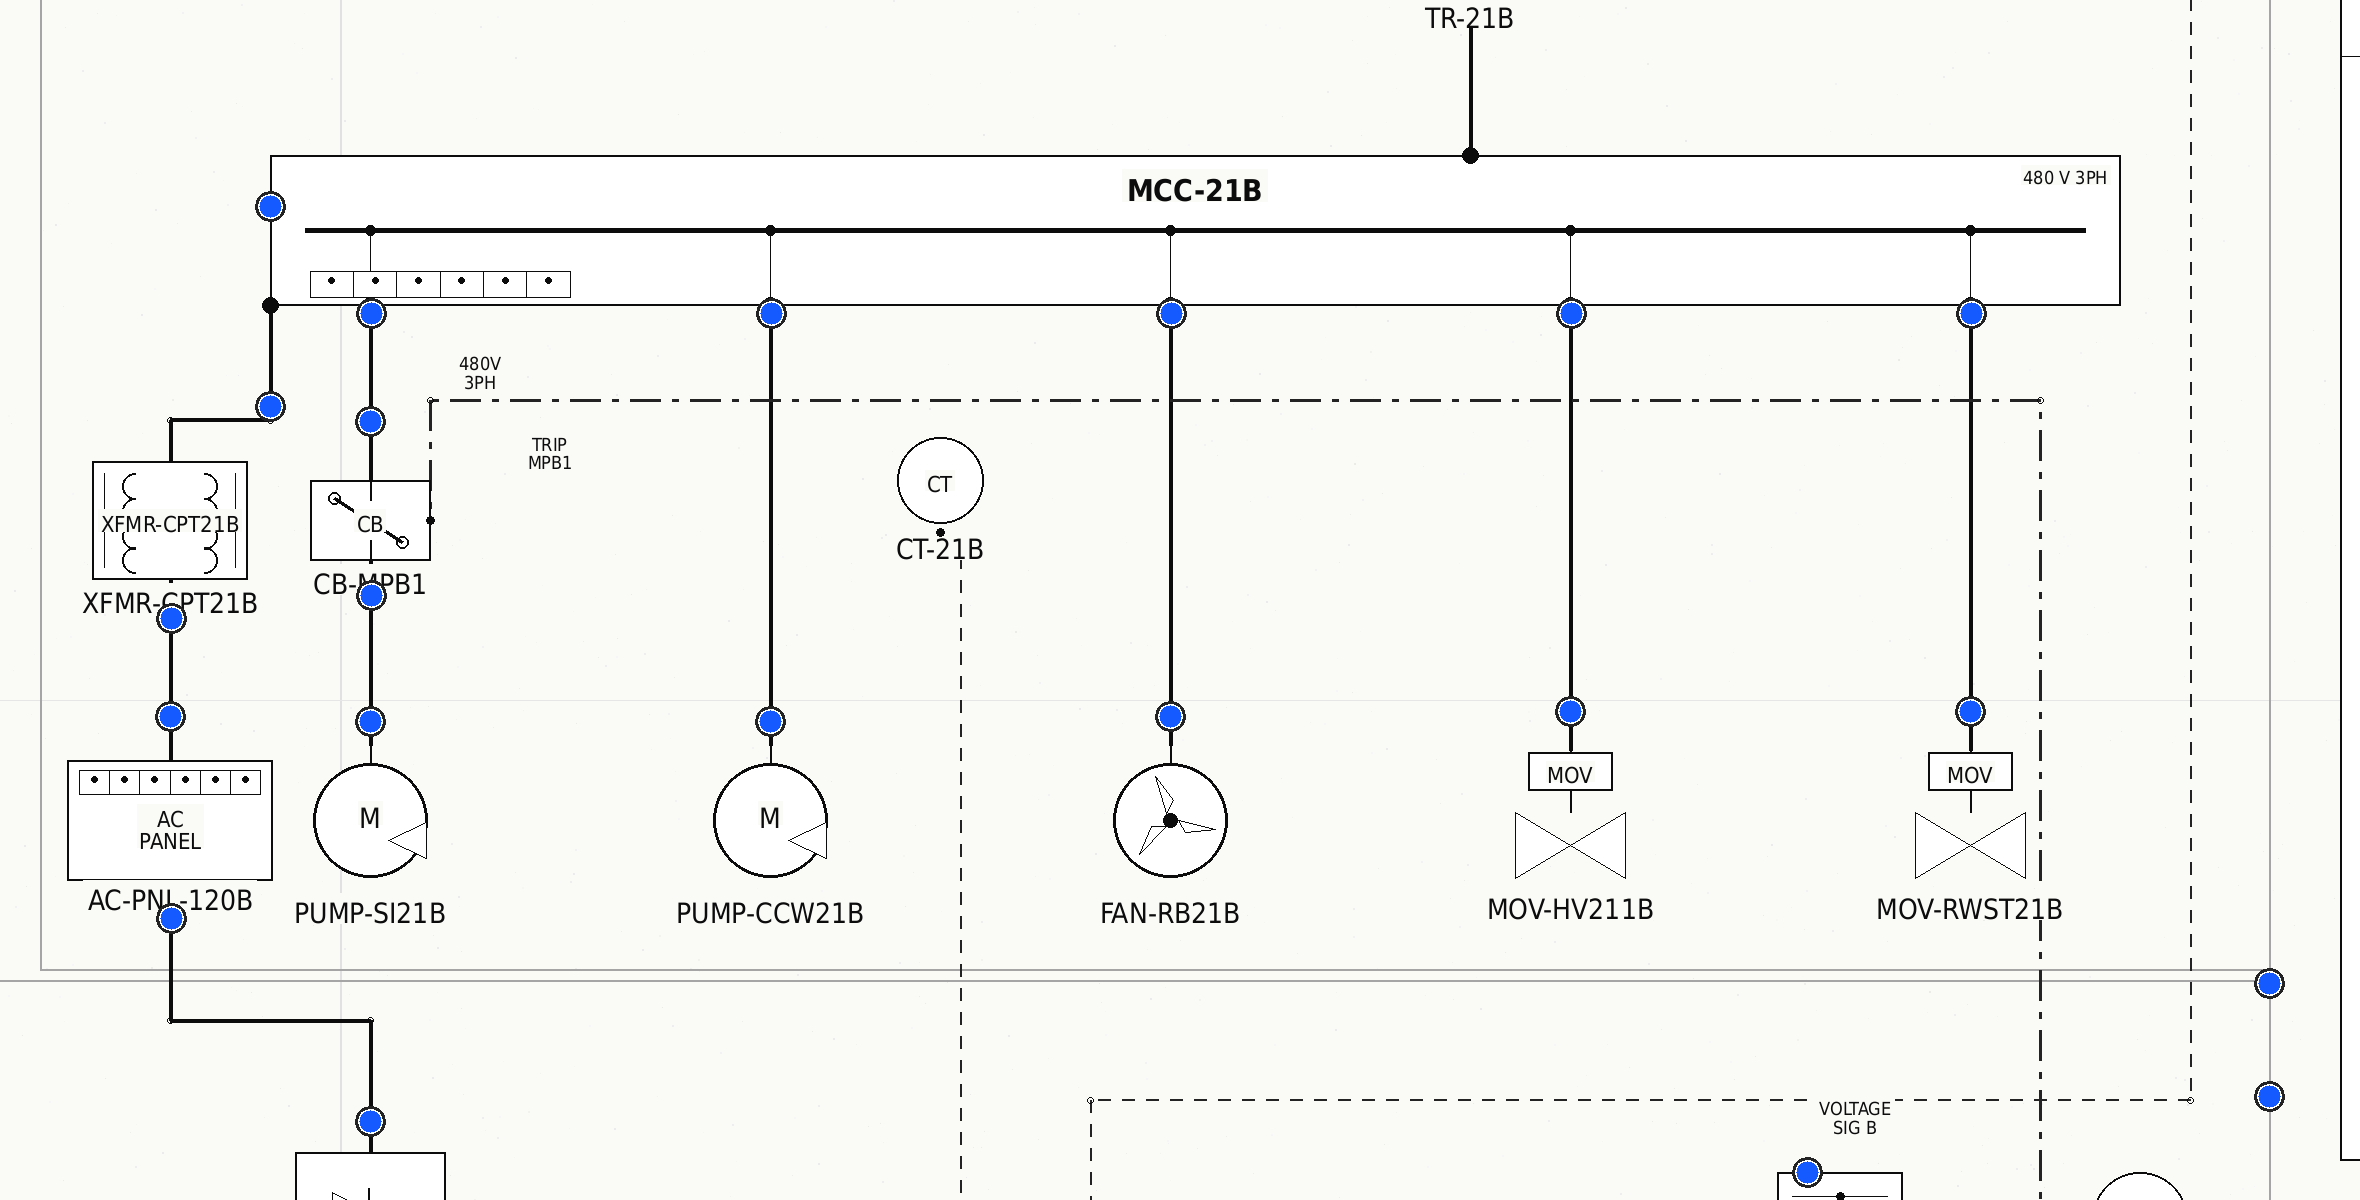 TR-21B
MCC-21B
480 V 3PH
480V
3PH
TRIP
MPB1
CT
CT-21B
XFMR-CPT21B
XFMR-CPT21B
CB
CB-MPB1
AC
PANEL
AC-PNL-120B
M
PUMP-SI21B
M
PUMP-CCW21B
FAN-RB21B
MOV
MOV-HV211B
MOV
MOV-RWST21B
VOLTAGE
SIG B